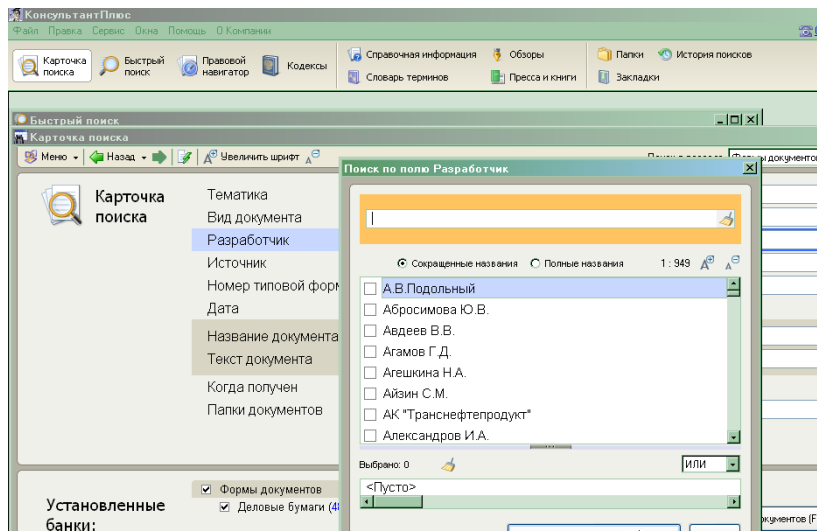 КонсультантПлюс
Файл Правка Сервис Окна Помощь О Компании
Карточка поиска
Быстрый поиск
Правовой навигатор
Кодексы
Справочная информация
Обзоры
Папки
История поисков
Словарь терминов
Пресса и книги
Закладки
Быстрый поиск
Карточка поиска
Меню
Назад
Увеличить шрифт
Поиск по полю Разработчик
Карточка
поиска
Тематика
Вид документа
Разработчик
Источник
Номер типовой форм
Дата
Название документа
Текст документа
Когда получен
Папки документов
Сокращенные названия
Полные названия
1 : 949
А.В.Подольный
Абросимова Ю.В.
Авдеев В.В.
Агамов Г.Д.
Агешкина Н.А.
Айзин С.М.
АК "Транснефтепродукт"
Александров И.А.
Выбрано: 0
ИЛИ
<Пусто>
Установленные
банки:
Формы документов
Деловые бумаги (48